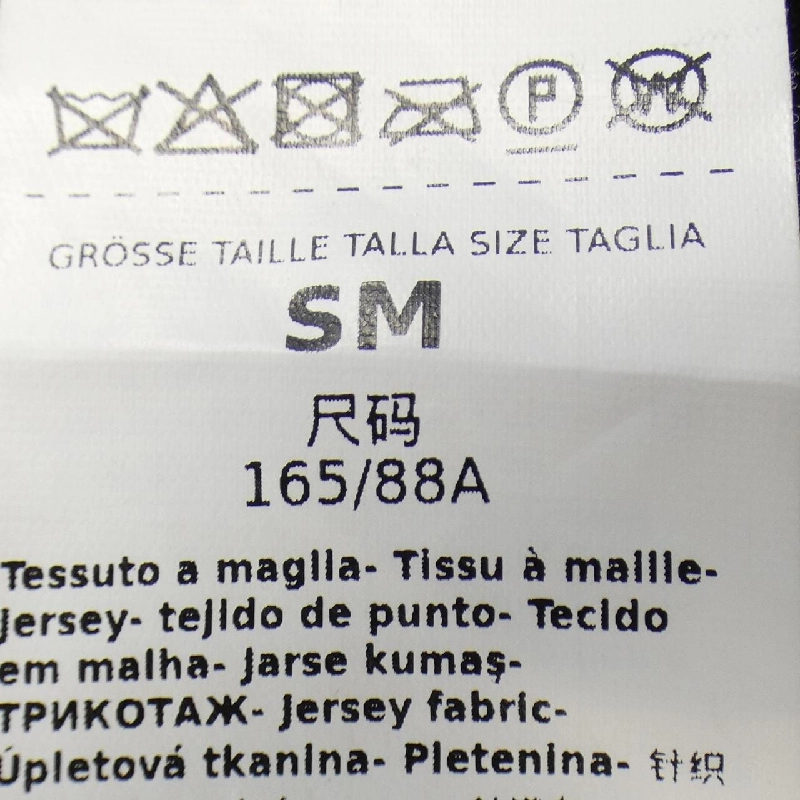 P
GRÖSSE TAILLE TALLA SIZE TAGLIA
SM
尺码
165/88A
Tessuto a maglia- Tissu à maille-
Jersey- tejido de punto- Tecido
em malha- Jarse kumaş-
ТРИКОТАЖ- Jersey fabric-
Úpletová tkanina- Pletenina- 针织